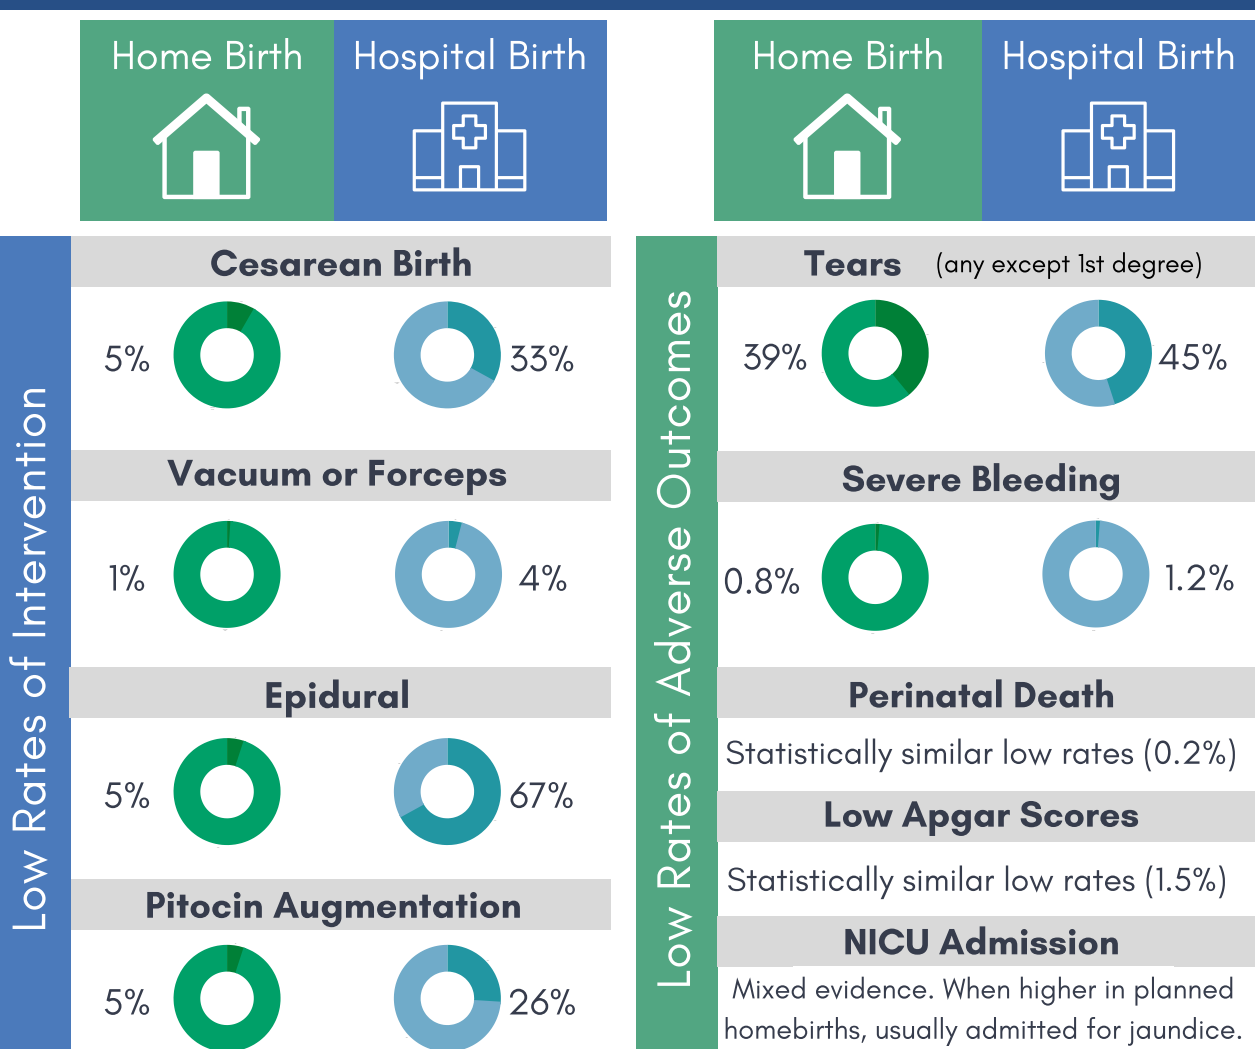 Home Birth
Hospital Birth
Low Rates of Intervention
Cesarean Birth
5%
33%
Vacuum or Forceps
1%
4%
Epidural
5%
67%
Pitocin Augmentation
5%
26%
Home Birth
Hospital Birth
Low Rates of Adverse Outcomes
Tears (any except 1st degree)
39%
45%
Severe Bleeding
0.8%
1.2%
Perinatal Death
Statistically similar low rates (0.2%)
Low Apgar Scores
Statistically similar low rates (1.5%)
NICU Admission
Mixed evidence. When higher in planned
homebirths, usually admitted for jaundice.